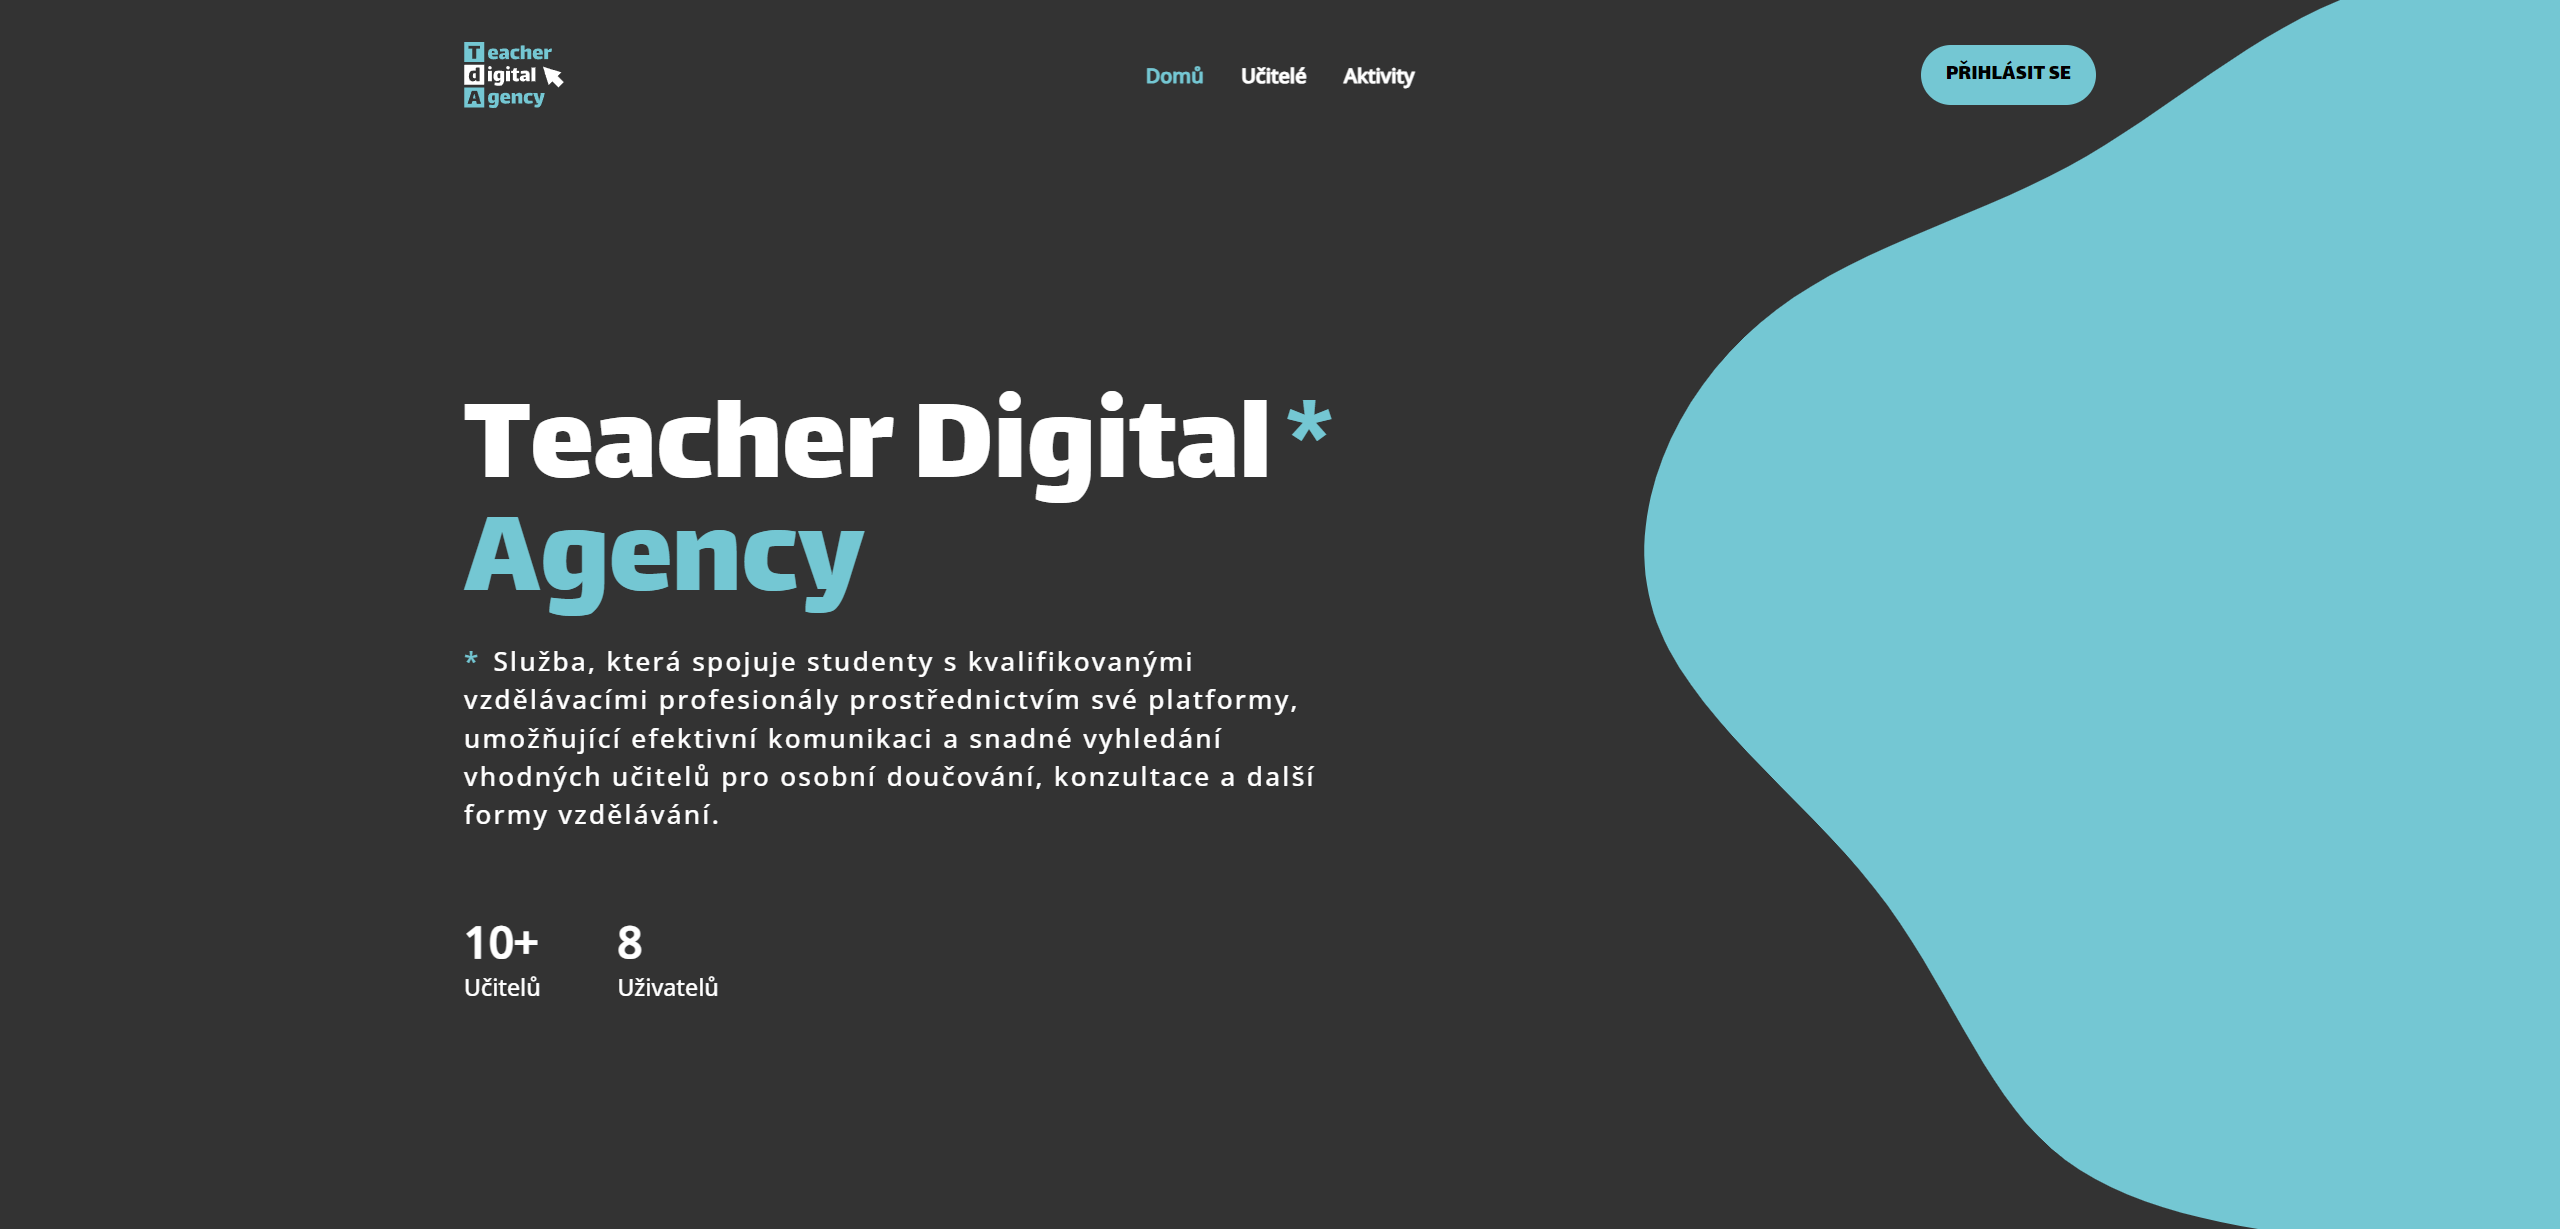 Teacher
digital
Agency
Domů Učitelé Aktivity
PŘIHLÁSIT SE
Teacher Digital *
Agency
* Služba, která spojuje studenty s kvalifikovanými
vzdělávacími profesionály prostřednictvím své platformy,
umožňující efektivní komunikaci a snadné vyhledání
vhodných učitelů pro osobní doučování, konzultace a další
formy vzdělávání.
10+ 8
Učitelů Uživatelů